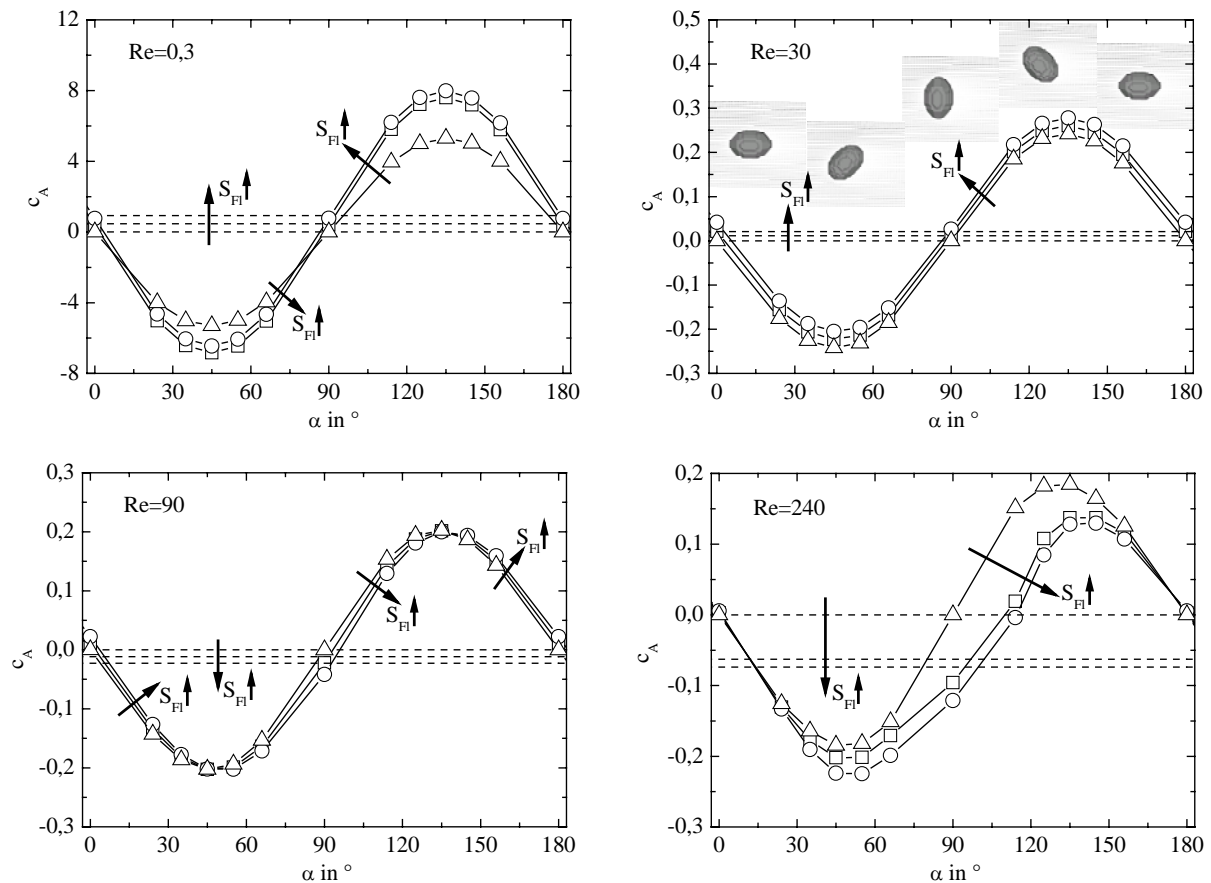 Re=0,3
12
8
4
0
-4
-8
c_A
S_Fl
S_Fl
S_Fl
0 30 60 90 120 150 180
α in °
Re=30
0,5
0,4
0,3
0,2
0,1
0,0
-0,1
-0,2
-0,3
c_A
S_Fl
S_Fl
0 30 60 90 120 150 180
α in °
Re=90
0,3
0,2
0,1
0,0
-0,1
-0,2
-0,3
c_A
S_Fl
S_Fl
S_Fl
S_Fl
0 30 60 90 120 150 180
α in °
Re=240
0,2
0,1
0,0
-0,1
-0,2
-0,3
c_A
S_Fl
S_Fl
0 30 60 90 120 150 180
α in °